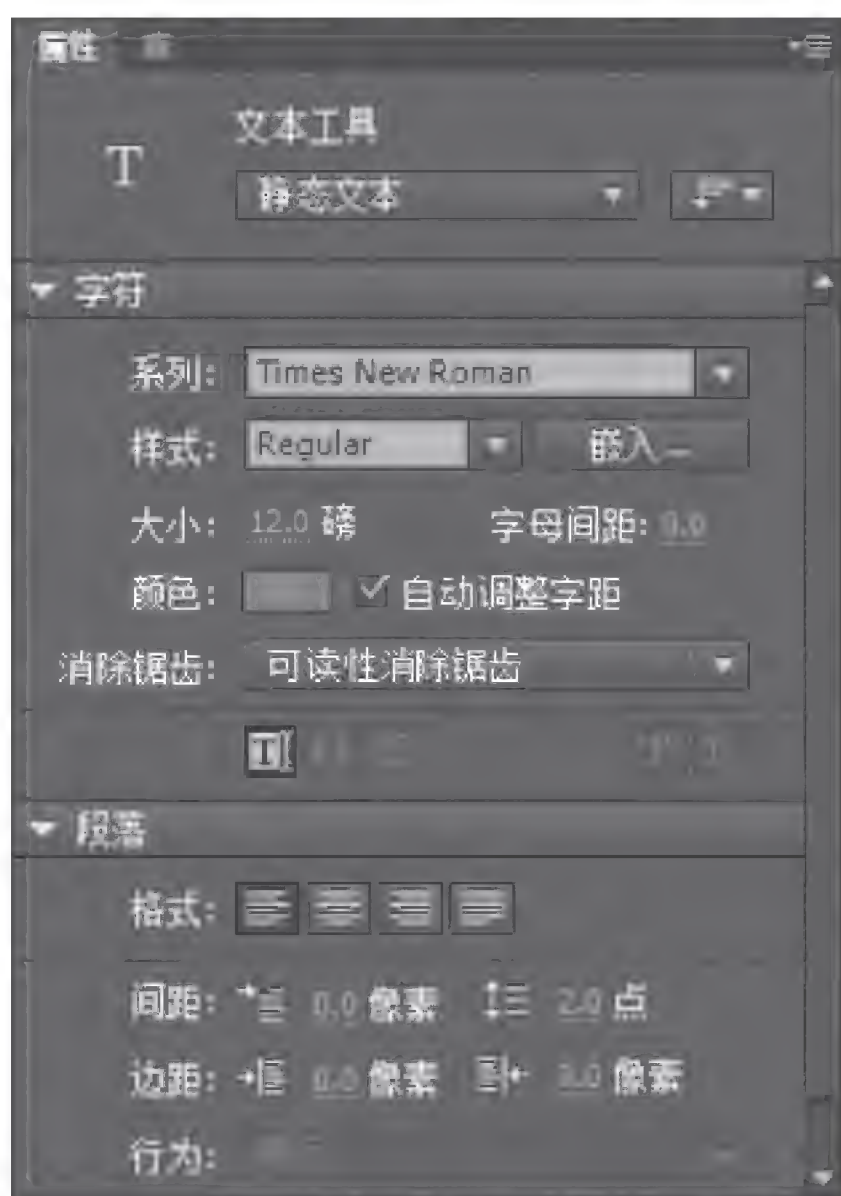 属性 库
文本工具
T
静态文本
字符
系列: Times New Roman
样式: Regular 嵌入...
大小: 12.0 磅 字母间距: 0.0
颜色: 自动调整字距
消除锯齿: 可读性消除锯齿
T
段落
格式:
间距: 0.0 像素 2.0 点
边距: 0.0 像素 0.0 像素
行为: